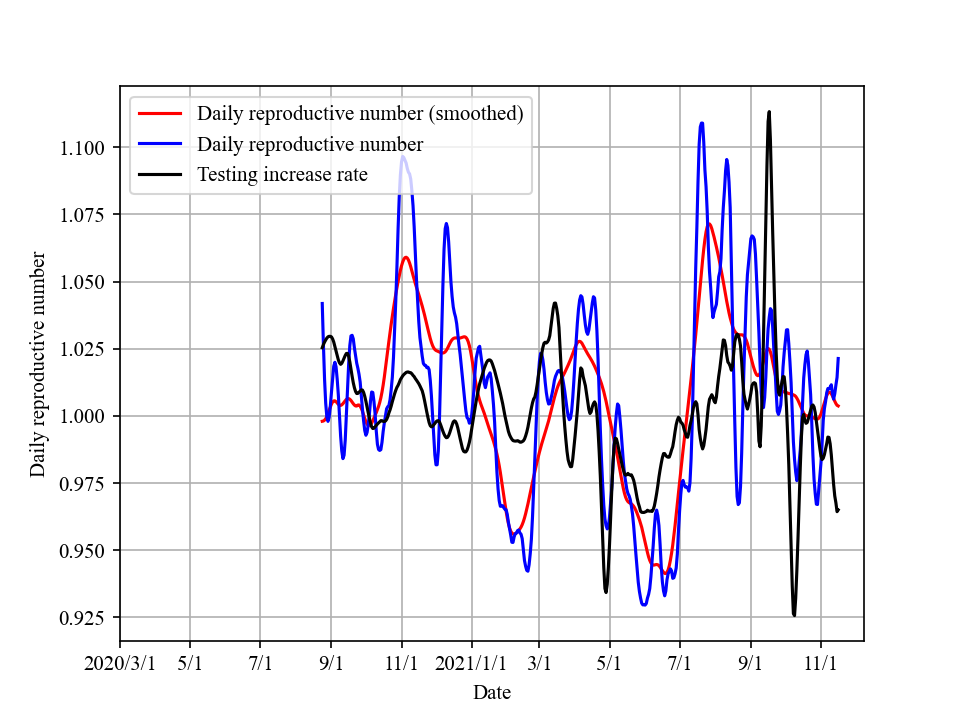 Daily reproductive number (smoothed)
Daily reproductive number
Testing increase rate
Daily reproductive number
1.100
1.075
1.050
1.025
1.000
0.975
0.950
0.925
2020/3/1 5/1 7/1 9/1 11/1 2021/1/1 3/1 5/1 7/1 9/1 11/1
Date